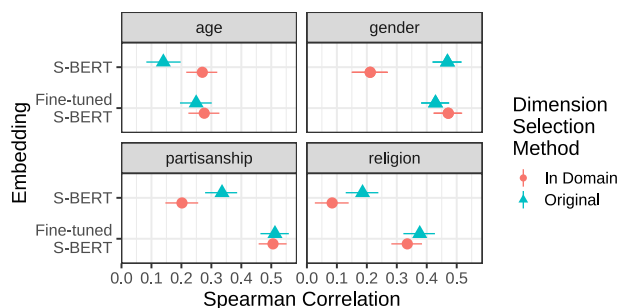 age
gender
S-BERT
Fine-tuned
S-BERT
partisanship
religion
S-BERT
Fine-tuned
S-BERT
0.0 0.1 0.2 0.3 0.4 0.5
0.0 0.1 0.2 0.3 0.4 0.5
Spearman Correlation
Embedding
Dimension
Selection
Method
In Domain
Original